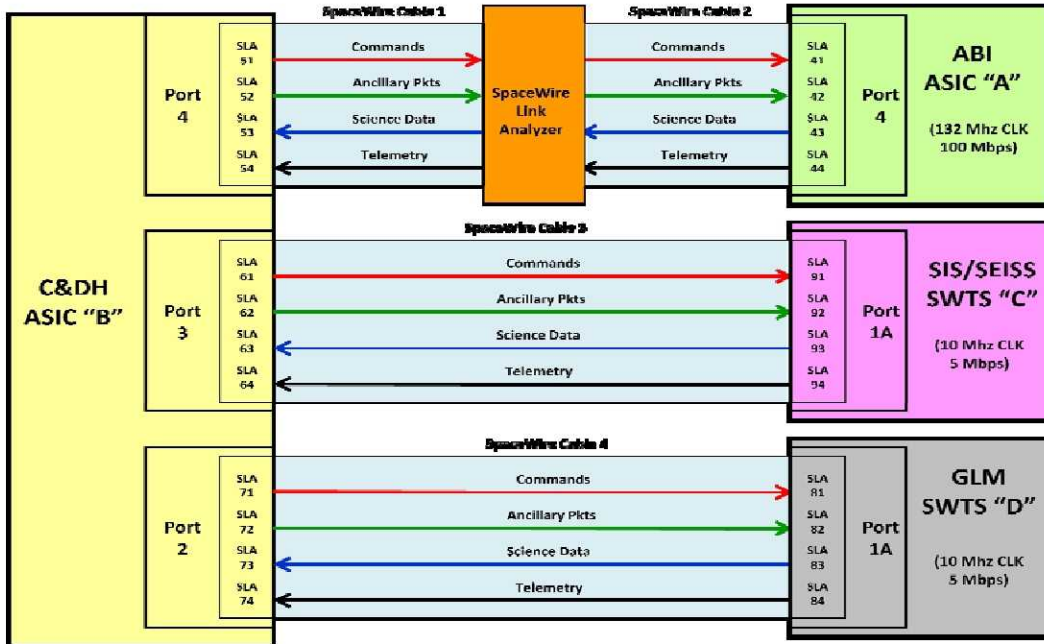 SpaceWire Cable 1
SpaceWire Cable 2
C&DH
ASIC "B"
Port
4
SLA
51
SLA
52
SLA
53
SLA
54
Commands
Ancillary Pkts
Science Data
Telemetry
SpaceWire
Link
Analyzer
Commands
Ancillary Pkts
Science Data
Telemetry
SLA
41
SLA
42
SLA
43
SLA
44
Port
4
ABI
ASIC "A"
(132 Mhz CLK
100 Mbps)
SpaceWire Cable 3
Port
3
SLA
61
SLA
62
SLA
63
SLA
64
Commands
Ancillary Pkts
Science Data
Telemetry
SLA
91
SLA
92
SLA
93
SLA
94
Port
1A
SIS/SEISS
SWTS "C"
(10 Mhz CLK
5 Mbps)
SpaceWire Cable 4
Port
2
SLA
71
SLA
72
SLA
73
SLA
74
Commands
Ancillary Pkts
Science Data
Telemetry
SLA
81
SLA
82
SLA
83
SLA
84
Port
1A
GLM
SWTS "D"
(10 Mhz CLK
5 Mbps)